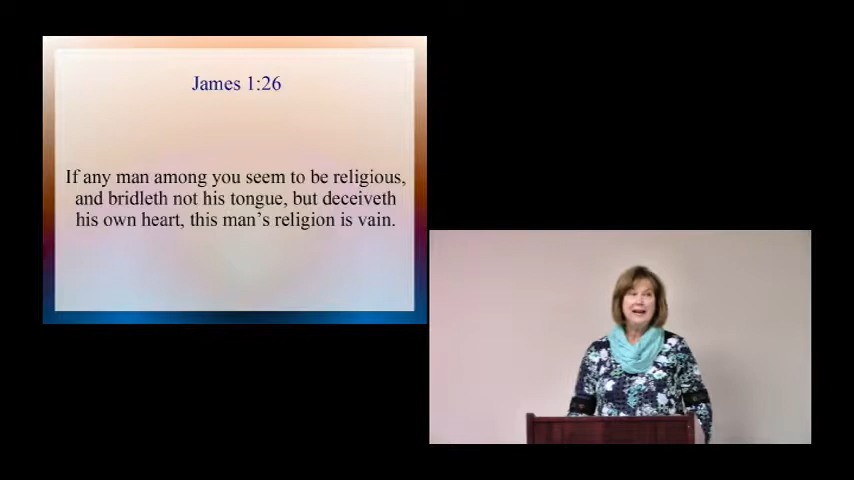 James 1:26
If any man among you seem to be religious,
and bridleth not his tongue, but deceiveth
his own heart, this man’s religion is vain.